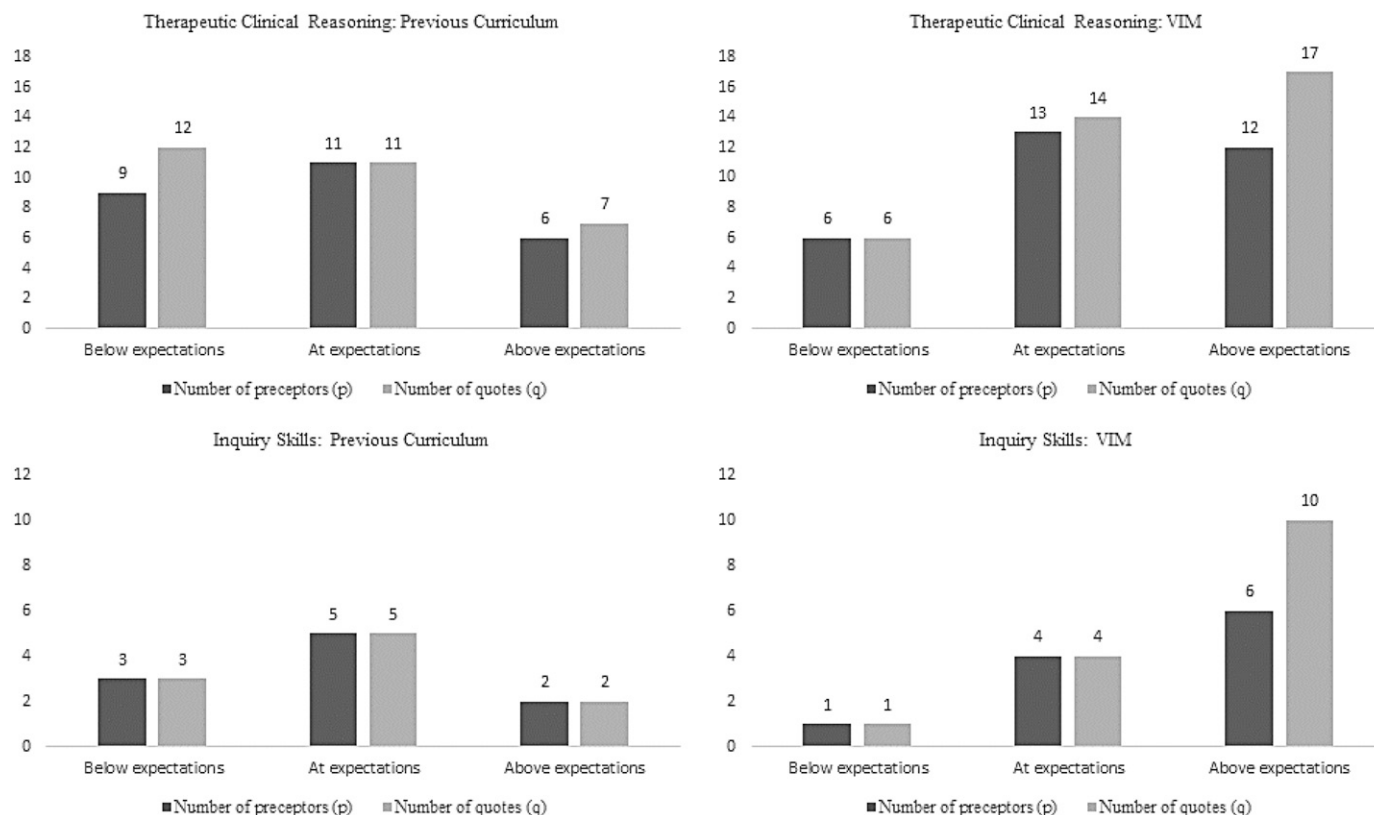 Therapeutic Clinical Reasoning: Previous Curriculum
18
16
14
12
10
8
6
4
2
0
9
12
11
11
6
7
Below expectations
At expectations
Above expectations
Number of preceptors (p)
Number of quotes (q)
Therapeutic Clinical Reasoning: VIM
18
16
14
12
10
8
6
4
2
0
6
6
13
14
12
17
Below expectations
At expectations
Above expectations
Number of preceptors (p)
Number of quotes (q)
Inquiry Skills: Previous Curriculum
12
10
8
6
4
2
0
3
3
5
5
2
2
Below expectations
At expectations
Above expectations
Number of preceptors (p)
Number of quotes (q)
Inquiry Skills: VIM
12
10
8
6
4
2
0
1
1
4
4
6
10
Below expectations
At expectations
Above expectations
Number of preceptors (p)
Number of quotes (q)